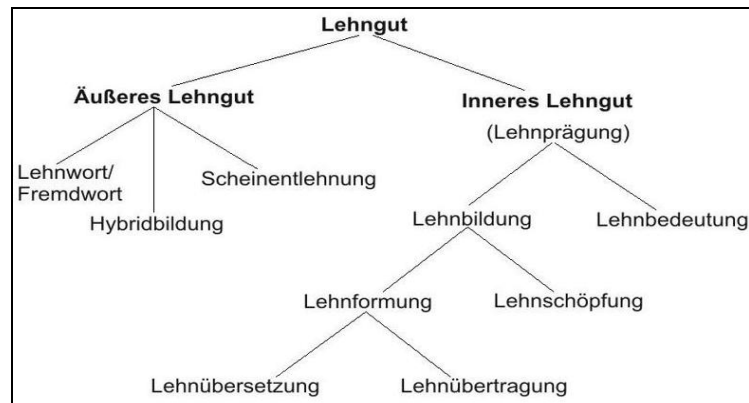 Lehngut
Äußeres Lehngut
Inneres Lehngut
(Lehnprägung)
Lehnwort/
Fremdwort
Scheinentlehnung
Hybridbildung
Lehnbildung
Lehnbedeutung
Lehnformung
Lehnschöpfung
Lehnübersetzung
Lehnübertragung